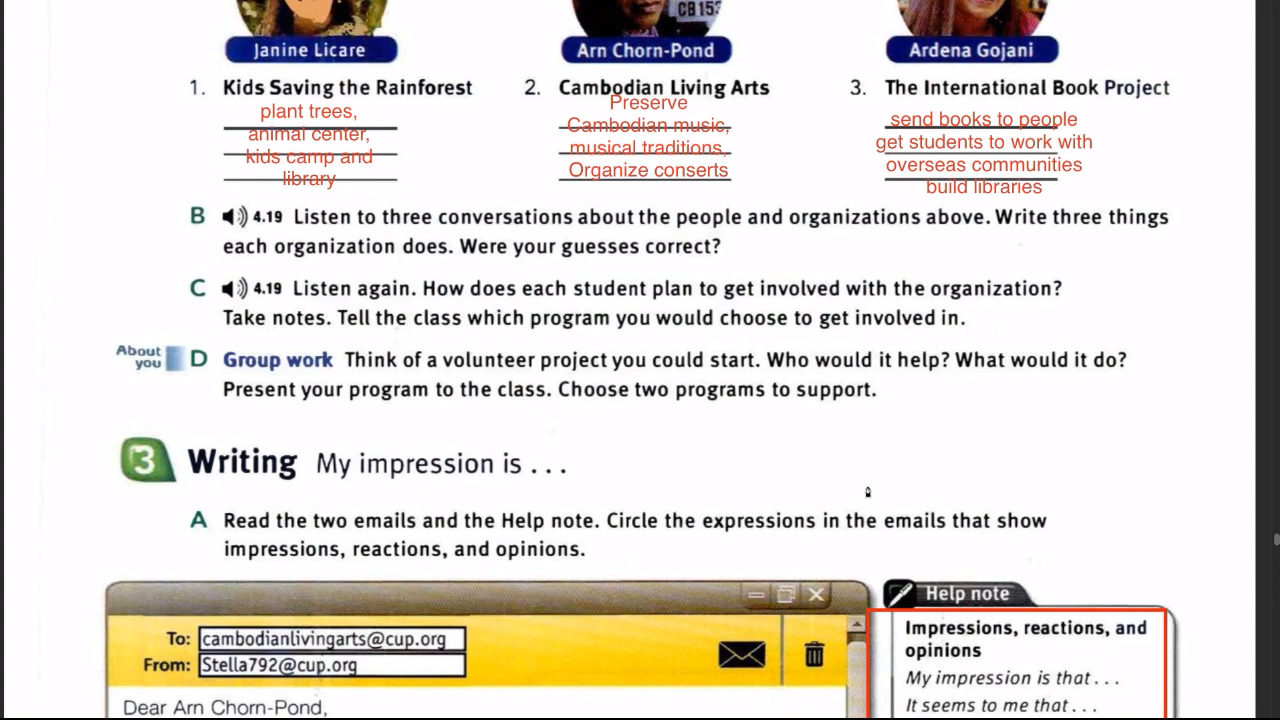 CB 153
Janine Licare
Arn Chorn-Pond
Ardena Gojani
1. Kids Saving the Rainforest
plant trees,
animal center,
kids camp and
library
2. Cambodian Living Arts
Preserve
Cambodian music,
musical traditions,
Organize conserts
3. The International Book Project
send books to people
get students to work with
overseas communities
build libraries
B 4.19 Listen to three conversations about the people and organizations above. Write three things
each organization does. Were your guesses correct?
C 4.19 Listen again. How does each student plan to get involved with the organization?
Take notes. Tell the class which program you would choose to get involved in.
About
you
D Group work Think of a volunteer project you could start. Who would it help? What would it do?
Present your program to the class. Choose two programs to support.
3 Writing My impression is . . .
A Read the two emails and the Help note. Circle the expressions in the emails that show
impressions, reactions, and opinions.
To: cambodianlivingarts@cup.org
From: Stella792@cup.org
Dear Arn Chorn-Pond,
Help note
Impressions, reactions, and
opinions
My impression is that . . .
It seems to me that . . .